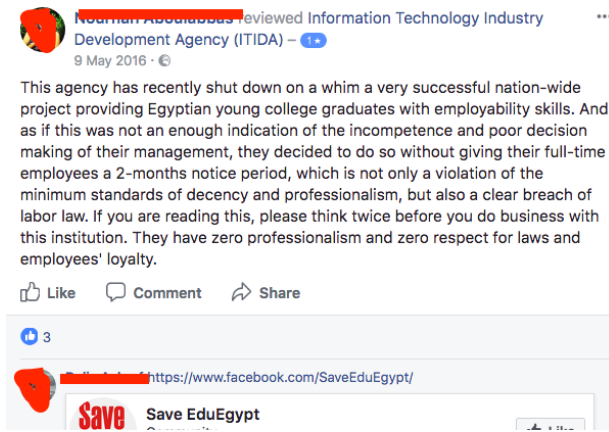 reviewed Information Technology Industry
Development Agency (ITIDA) – 1★
9 May 2016 ·
This agency has recently shut down on a whim a very successful nation-wide
project providing Egyptian young college graduates with employability skills. And
as if this was not an enough indication of the incompetence and poor decision
making of their management, they decided to do so without giving their full-time
employees a 2-months notice period, which is not only a violation of the
minimum standards of decency and professionalism, but also a clear breach of
labor law. If you are reading this, please think twice before you do business with
this institution. They have zero professionalism and zero respect for laws and
employees' loyalty.
Like Comment Share
3
https://www.facebook.com/SaveEduEgypt/
Save
Save EduEgypt
Community
Like